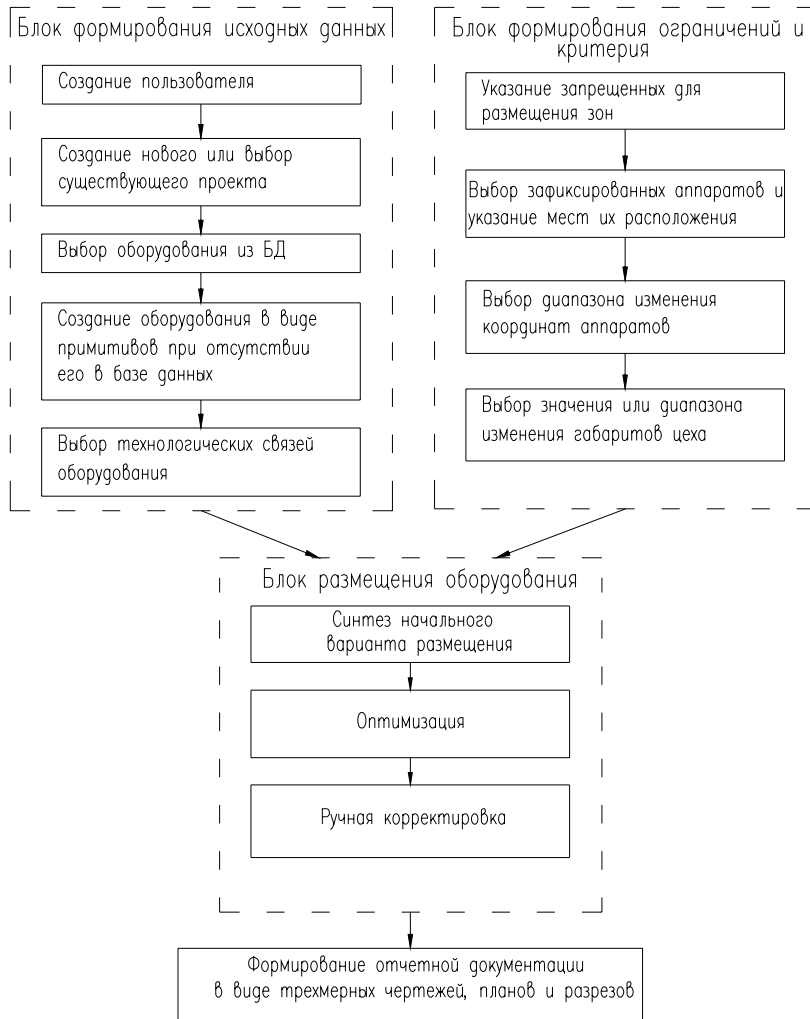 Блок формирования исходных данных
Создание пользователя
Создание нового или выбор
существующего проекта
Выбор оборудования из БД
Создание оборудования в виде
примитивов при отсутствии
его в базе данных
Выбор технологических связей
оборудования
Блок формирования ограничений и
критерия
Указание запрещенных для
размещения зон
Выбор зафиксированных аппаратов и
указание мест их расположения
Выбор диапазона изменения
координат аппаратов
Выбор значения или диапазона
изменения габаритов цеха
Блок размещения оборудования
Синтез начального
варианта размещения
Оптимизация
Ручная корректировка
Формирование отчетной документации
в виде трехмерных чертежей, планов и разрезов